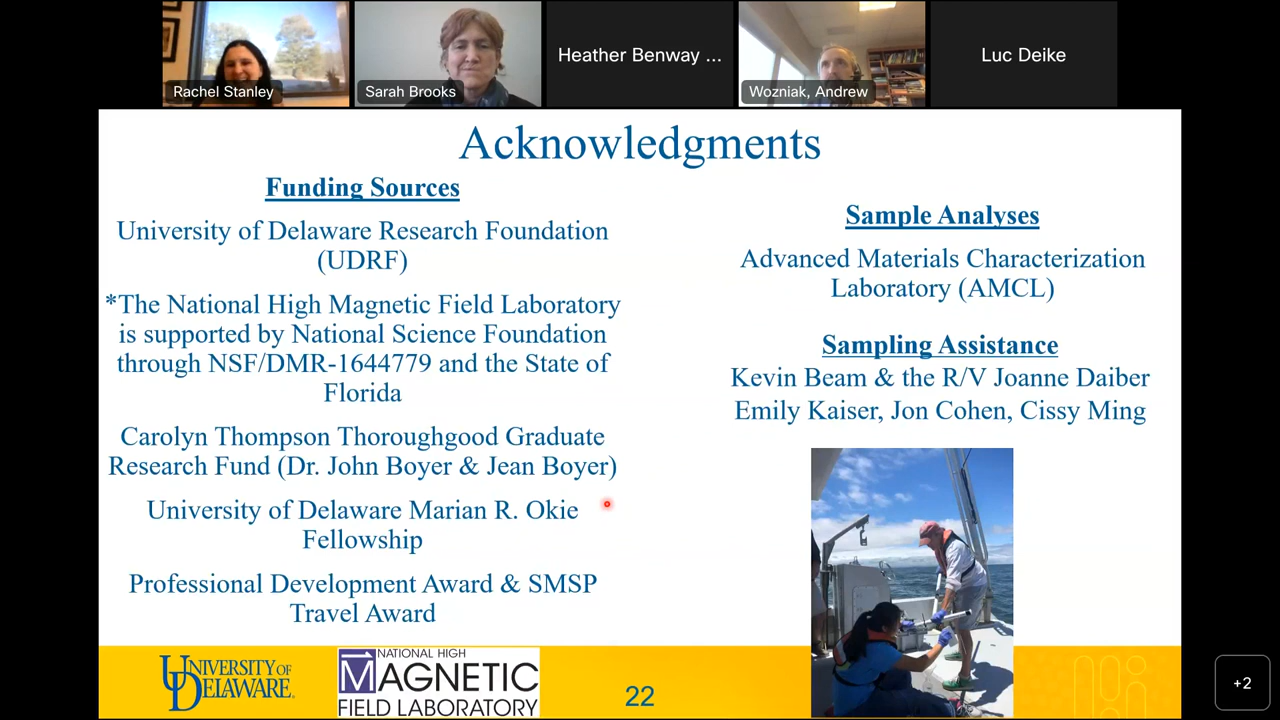 Rachel Stanley
Sarah Brooks
Heather Benway ...
Wozniak, Andrew
Luc Deike
Acknowledgments
Funding Sources
University of Delaware Research Foundation
(UDRF)
*The National High Magnetic Field Laboratory
is supported by National Science Foundation
through NSF/DMR-1644779 and the State of
Florida
Carolyn Thompson Thoroughgood Graduate
Research Fund (Dr. John Boyer & Jean Boyer)
University of Delaware Marian R. Okie
Fellowship
Professional Development Award & SMSP
Travel Award
Sample Analyses
Advanced Materials Characterization
Laboratory (AMCL)
Sampling Assistance
Kevin Beam & the R/V Joanne Daiber
Emily Kaiser, Jon Cohen, Cissy Ming
UNIVERSITY OF
DELAWARE
NATIONAL HIGH
MAGNETIC
FIELD LABORATORY
22
+2